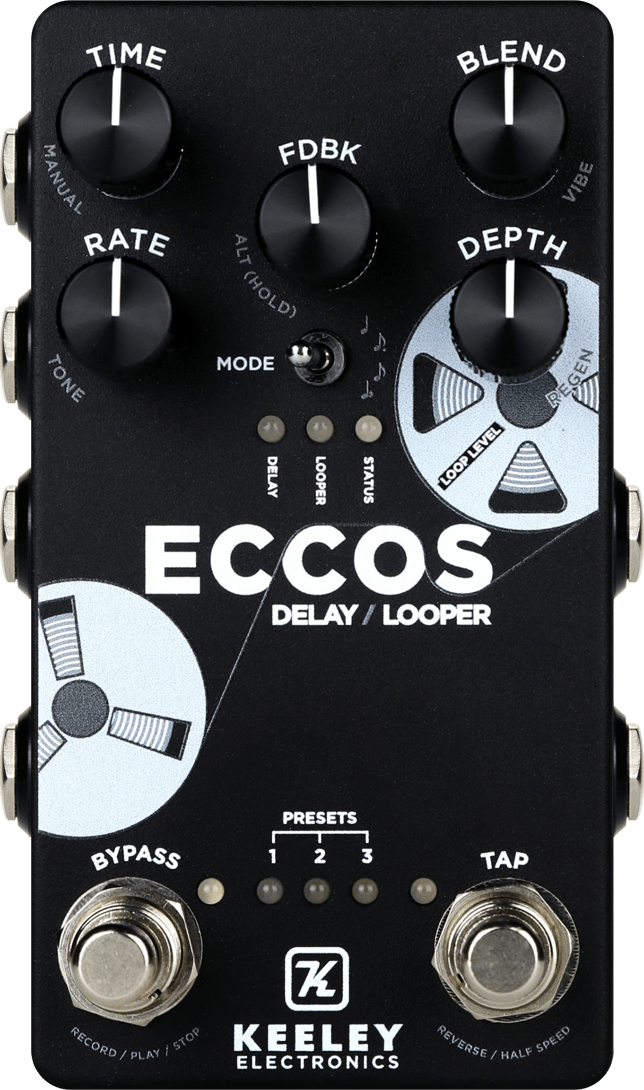 TIME
BLEND
MANUAL
FDBK
VIBE
RATE
ALT (HOLD)
DEPTH
MODE
TONE
REGEN
LOOP LEVEL
DELAY
LOOPER
STATUS
ECCOS
DELAY / LOOPER
PRESETS
1 2 3
BYPASS
TAP
RECORD / PLAY / STOP
REVERSE / HALF SPEED
KEELEY
ELECTRONICS